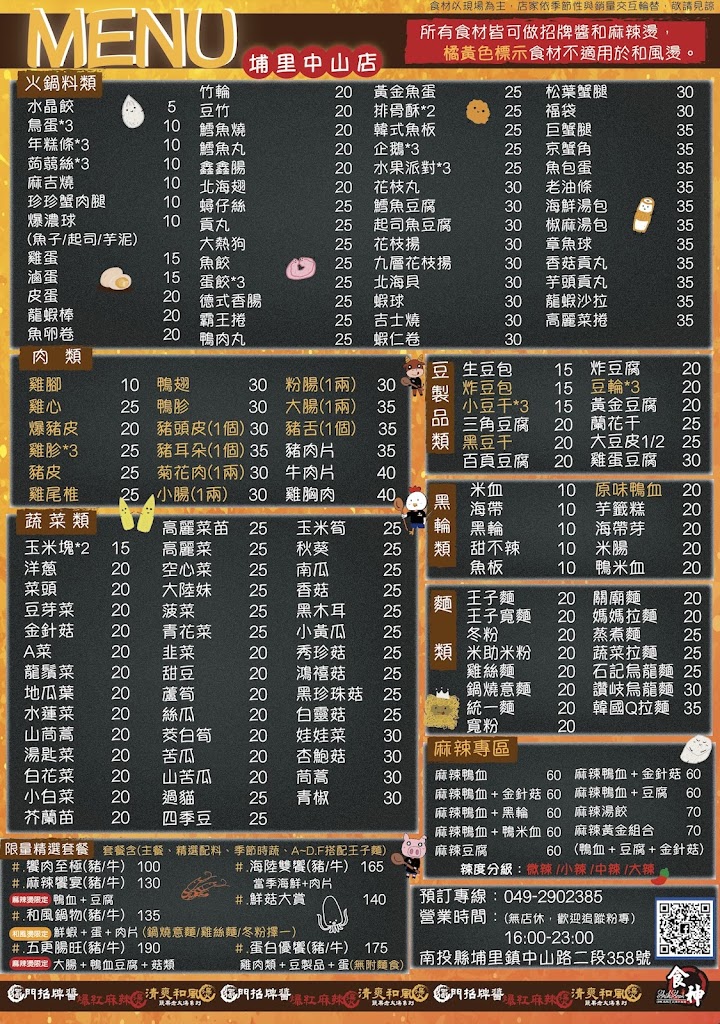 食材以現場為主，店家依季節性與銷量交互輪替，敬請見諒
MENU
埔里中山店
所有食材皆可做招牌醬和麻辣燙，
橘黃色標示食材不適用於和風燙。
火鍋料類
水晶餃 5
鳥蛋*3 10
年糕條*3 10
蒟蒻絲*3 10
麻吉燒 10
珍珍蟹肉腿 10
爆濃球 10
(魚子/起司/芋泥)
雞蛋 15
滷蛋 15
皮蛋 20
龍蝦棒 20
魚卵卷 20
竹輪 20
豆竹 20
鱈魚燒 20
鱈魚丸 20
鑫鑫腸 20
北海翅 20
蟳仔絲 25
貢丸 25
大熱狗 25
魚餃 25
蛋餃*3 25
德式香腸 25
霸王捲 25
鴨肉丸 25
黃金魚蛋 25
排骨酥*2 25
韓式魚板 25
企鵝*3 25
水果派對*3 25
花枝丸 30
鱈魚豆腐 30
起司魚豆腐 30
花枝揚 30
九層花枝揚 30
北海貝 30
蝦球 30
吉士燒 30
蝦仁卷 30
松葉蟹腿 30
福袋 30
巨蟹腿 35
京蟹角 35
魚包蛋 35
老油條 35
海鮮湯包 35
椒麻湯包 35
章魚球 35
香菇貢丸 35
芋頭貢丸 35
龍蝦沙拉 35
高麗菜捲 35
肉類
雞腳 10
雞心 25
爆豬皮 20
雞胗*3 25
豬皮 25
雞尾椎 25
鴨翅 30
鴨胗 30
豬頭皮(1個) 30
豬耳朵(1個) 35
菊花肉(1兩) 30
小腸(1兩) 30
粉腸(1兩) 30
大腸(1兩) 35
豬舌(1個) 35
豬肉片 35
牛肉片 40
雞胸肉 40
豆製品類
生豆包 15
炸豆包 15
小豆干*3 15
三角豆腐 20
黑豆干 20
百頁豆腐 20
炸豆腐 20
豆輪*3 20
黃金豆腐 20
蘭花干 25
大豆皮1/2 25
雞蛋豆腐 30
黑輪類
米血 10
海帶 10
黑輪 10
甜不辣 10
魚板 10
原味鴨血 20
芋籤糕 20
海帶芽 20
米腸 20
鴨米血 20
蔬菜類
玉米塊*2 15
洋蔥 20
菜頭 20
豆芽菜 20
金針菇 20
A菜 20
龍鬚菜 20
地瓜葉 20
水蓮菜 20
山茼蒿 20
湯匙菜 20
白花菜 20
小白菜 20
芥蘭苗 20
高麗菜苗 25
高麗菜 25
空心菜 25
大陸妹 25
菠菜 25
青花菜 25
韭菜 20
甜豆 20
蘆筍 20
絲瓜 20
茭白筍 20
苦瓜 20
山苦瓜 20
過貓 25
四季豆 25
玉米筍 25
秋葵 25
南瓜 25
香菇 25
黑木耳 25
小黃瓜 25
秀珍菇 25
鴻禧菇 25
黑珍珠菇 25
白靈菇 25
娃娃菜 30
杏鮑菇 30
茼蒿 30
青椒 30
麵類
王子麵 20
王子寬麵 20
冬粉 20
米助米粉 20
雞絲麵 20
鍋燒意麵 20
統一麵 20
寬粉 20
關廟麵 20
媽媽拉麵 20
蒸煮麵 25
蔬菜拉麵 25
石記烏龍麵 25
讚岐烏龍麵 30
韓國Q拉麵 35
麻辣專區
麻辣鴨血 60
麻辣鴨血+金針菇 60
麻辣鴨血+黑輪 60
麻辣鴨血+鴨米血 60
麻辣豆腐 60
麻辣鴨血+金針菇 60
麻辣鴨血+豆腐 60
麻辣湯餃 70
麻辣黃金組合 70
(鴨血+豆腐+金針菇)
辣度分級：微辣/小辣/中辣/大辣
限量精選套餐 套餐含(主餐、精選配料、季節時蔬、A~D.F搭配王子麵)
#.饗肉至極(豬/牛) 100
#.麻辣饗宴(豬/牛) 130
麻辣燙限定 鴨血+豆腐
#.和風鍋物(豬/牛) 135
和風燙限定 鮮蝦+蛋+肉片(鍋燒意麵/雞絲麵/冬粉擇一)
#.五更腸旺(豬/牛) 190
麻辣燙限定 大腸+鴨血豆腐+菇類
#.海陸雙饗(豬/牛) 165
當季海鮮+肉片
#.鮮菇大賞 140
#.蛋白優饗(豬/牛) 175
雞肉類+豆製品+蛋(無附麵食)
預訂專線：049-2902385
營業時間：(無店休，歡迎追蹤粉專)
16:00-23:00
南投縣埔里鎮中山路二段358號
食神